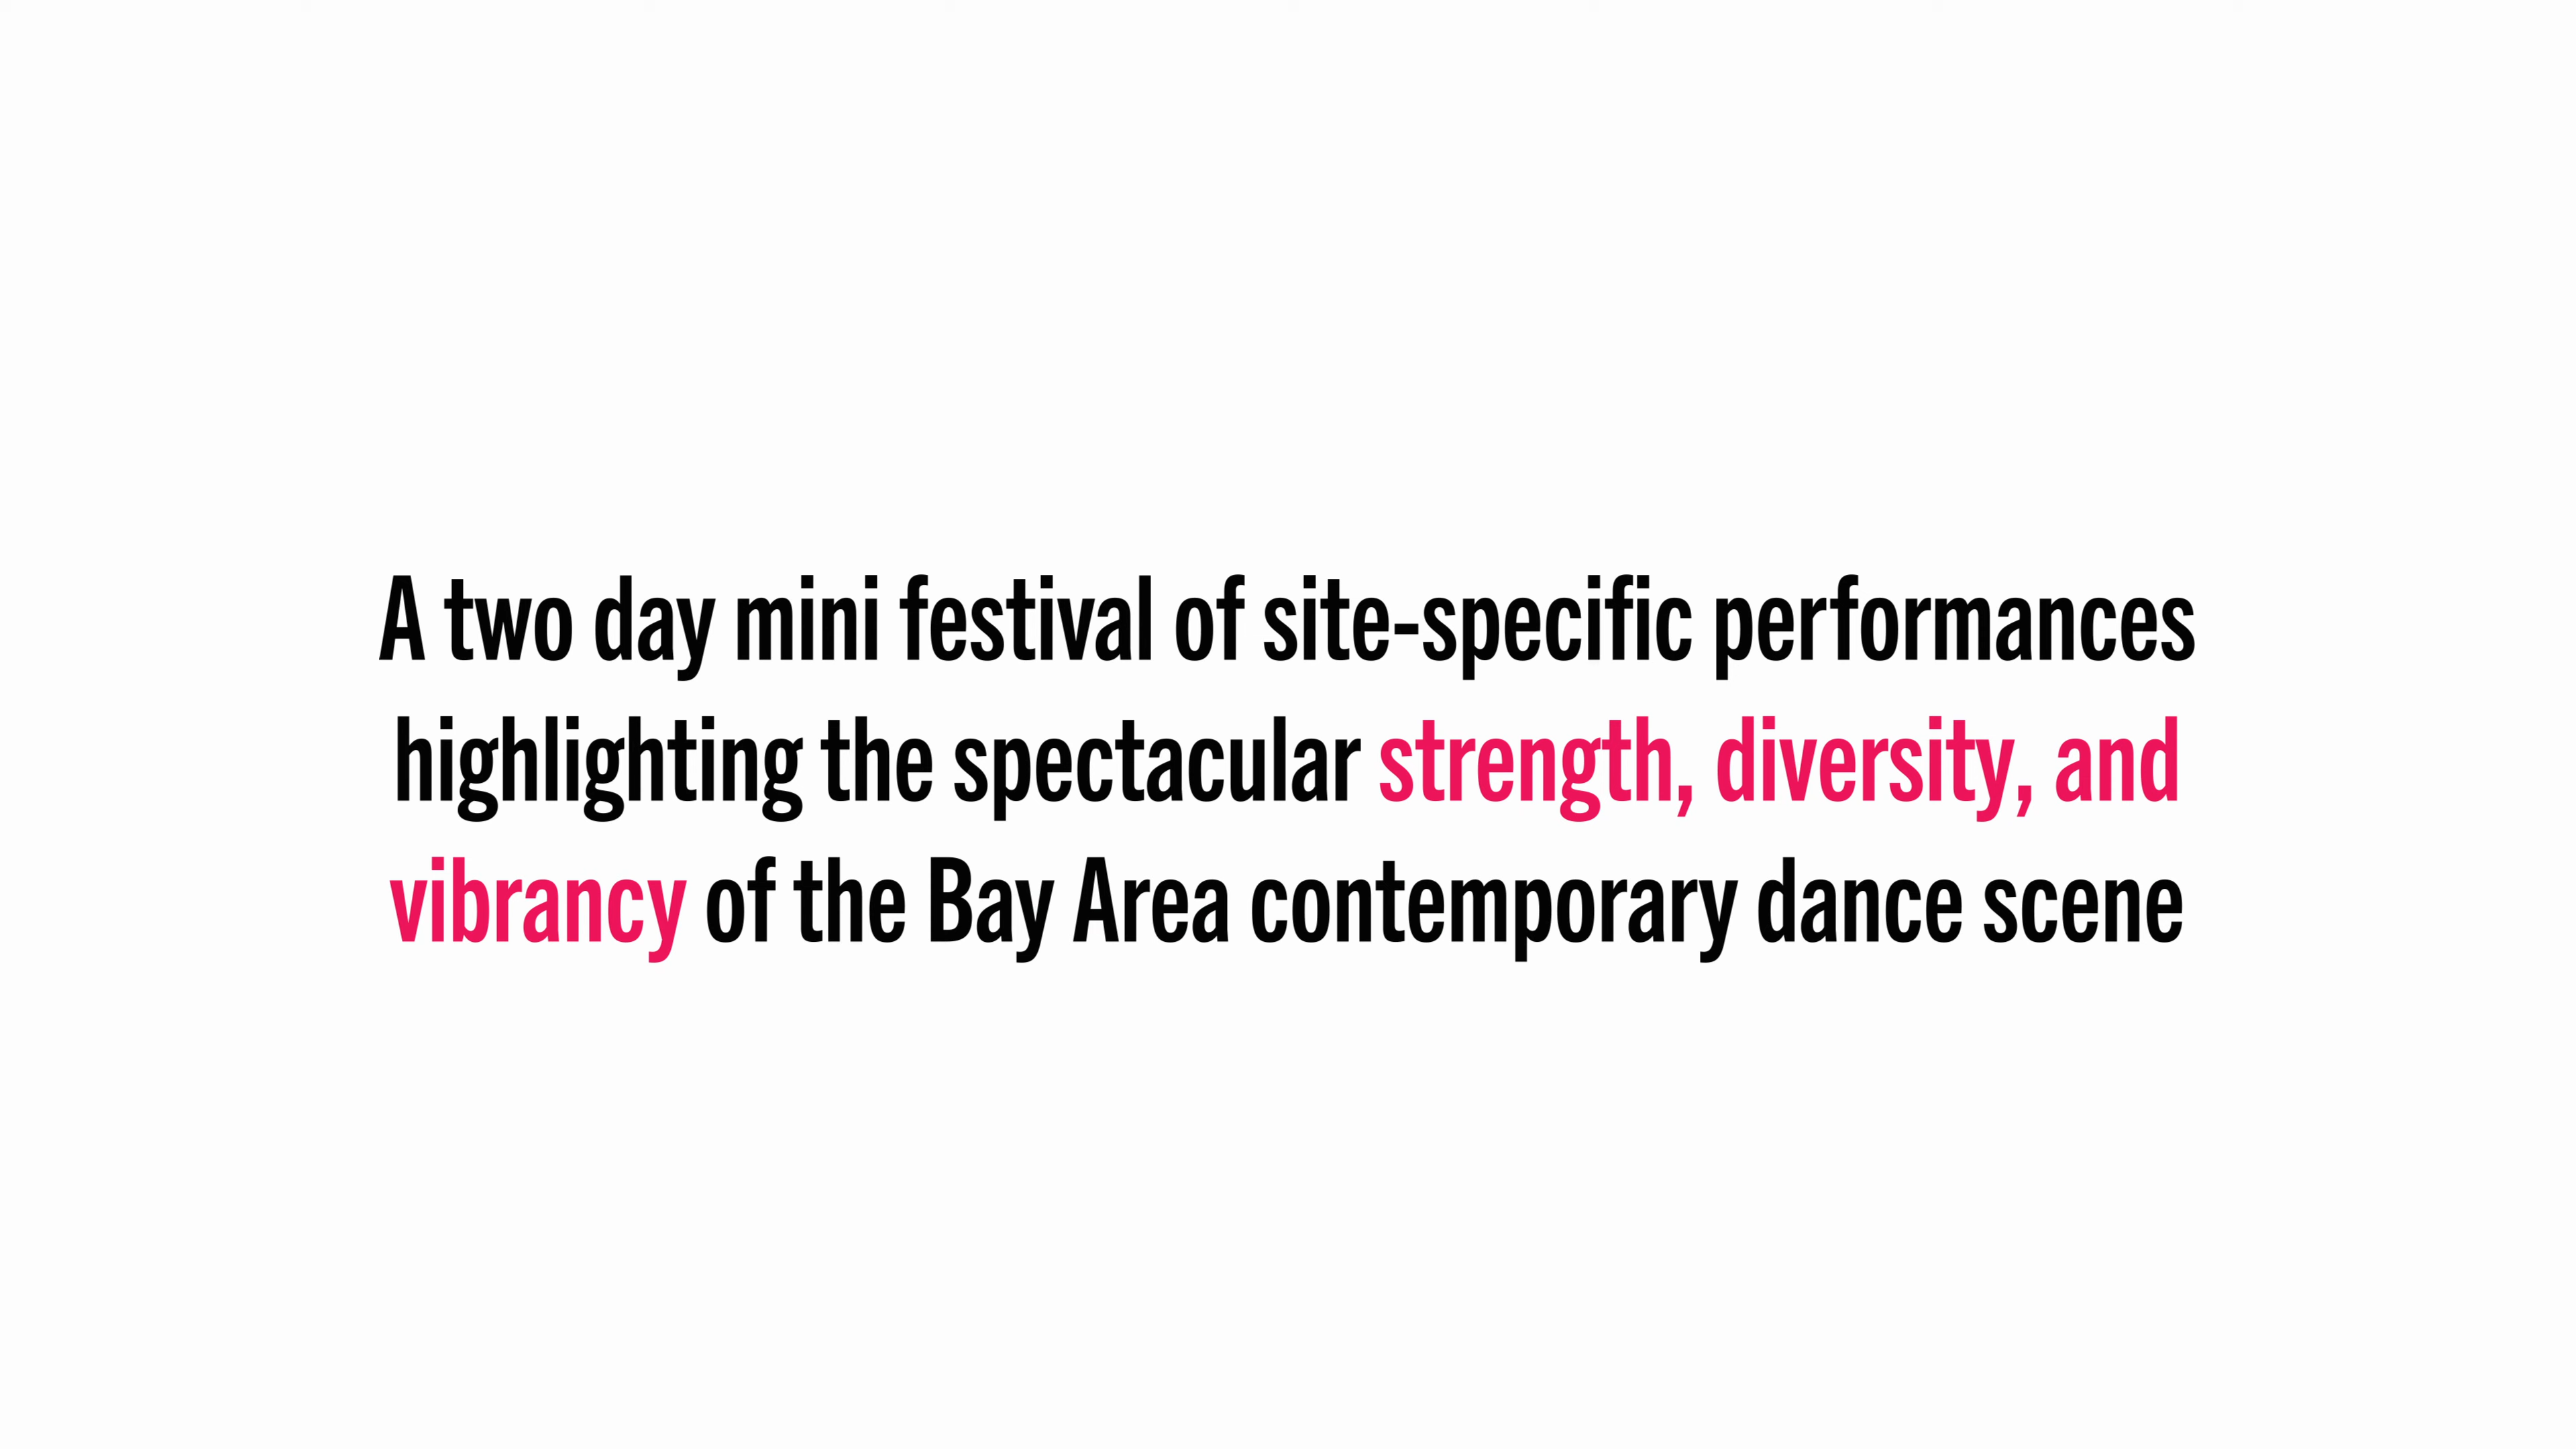 A two day mini festival of site-specific performances
highlighting the spectacular strength, diversity, and
vibrancy of the Bay Area contemporary dance scene